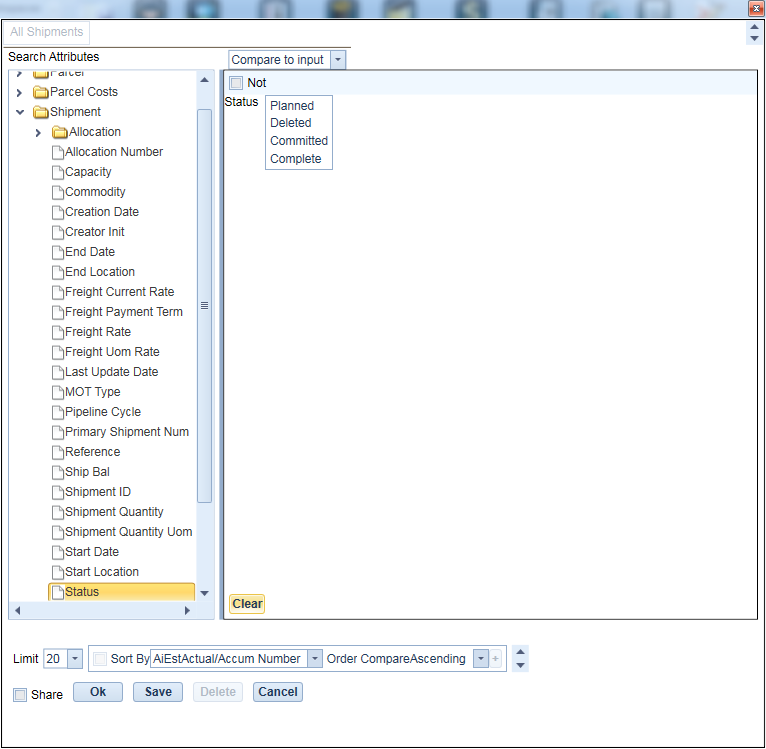 All Shipments
Search Attributes
Compare to input
Parcel
Parcel Costs
Shipment
Allocation
Allocation Number
Capacity
Commodity
Creation Date
Creator Init
End Date
End Location
Freight Current Rate
Freight Payment Term
Freight Rate
Freight Uom Rate
Last Update Date
MOT Type
Pipeline Cycle
Primary Shipment Num
Reference
Ship Bal
Shipment ID
Shipment Quantity
Shipment Quantity Uom
Start Date
Start Location
Status
Not
Status
Planned
Deleted
Committed
Complete
Clear
Limit 20 Sort By AiEstActual/Accum Number Order CompareAscending +
Share Ok Save Delete Cancel